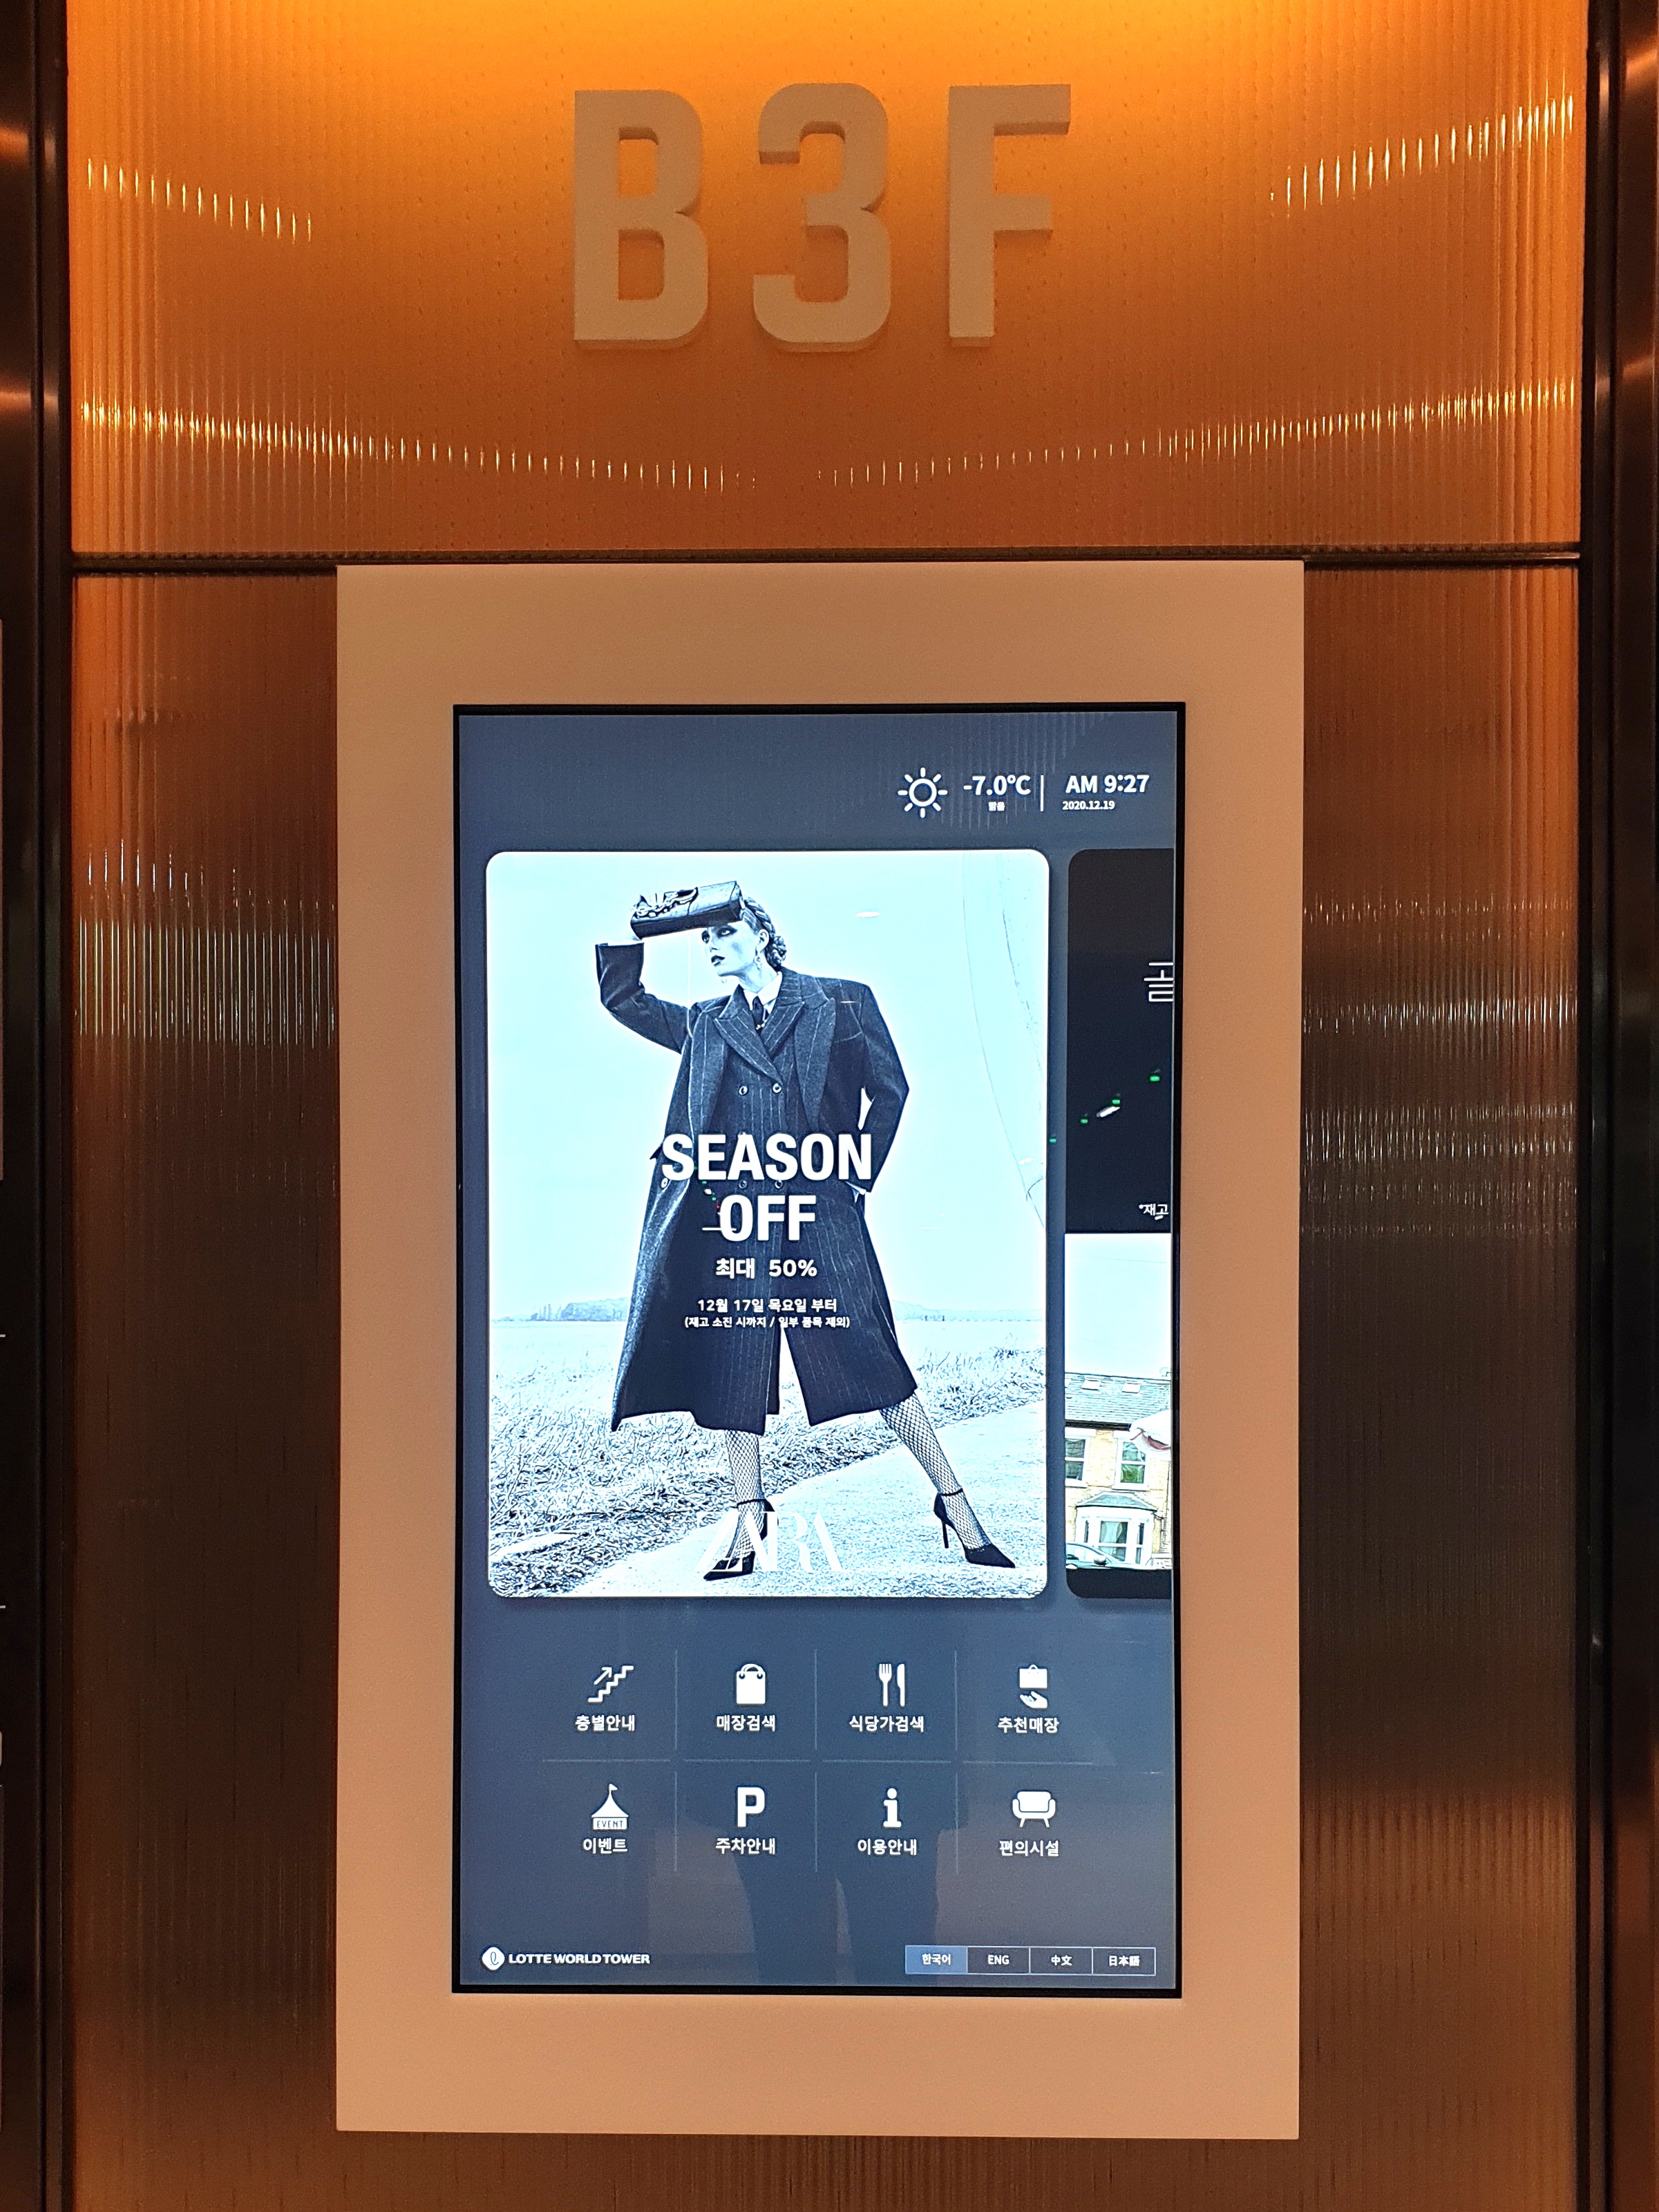 B3F
-7.0℃ | AM 9:27
맑음 2020.12.19
SEASON
OFF
최대 50%
12월 17일 목요일 부터
(재고 소진 시까지 / 일부 품목 제외)
ZARA
*재고
층별안내 매장검색 식당가검색 추천매장
EVENT
이벤트 주차안내 이용안내 편의시설
P
LOTTE WORLD TOWER
한국어 ENG 中文 日本語